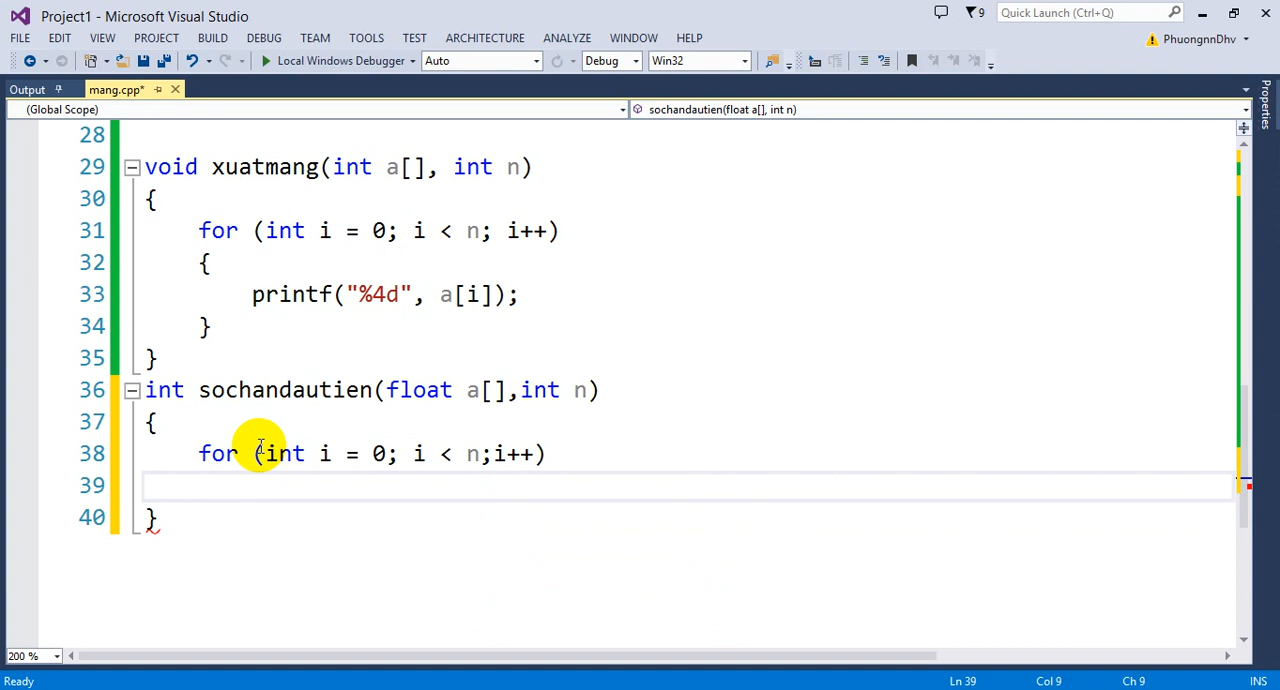 Project1 - Microsoft Visual Studio
9
Quick Launch (Ctrl+Q)
FILE EDIT VIEW PROJECT BUILD DEBUG TEAM TOOLS TEST ARCHITECTURE ANALYZE WINDOW HELP
PhuongnnDhv
Local Windows Debugger Auto Debug Win32
Output mang.cpp*
(Global Scope) sochandautien(float a[], int n)
Properties
28
29 void xuatmang(int a[], int n)
30 {
31 for (int i = 0; i < n; i++)
32 {
33 printf("%4d", a[i]);
34 }
35 }
36 int sochandautien(float a[],int n)
37 {
38 for (int i = 0; i < n;i++)
39
40 }
200 %
Ready Ln 39 Col 9 Ch 9 INS